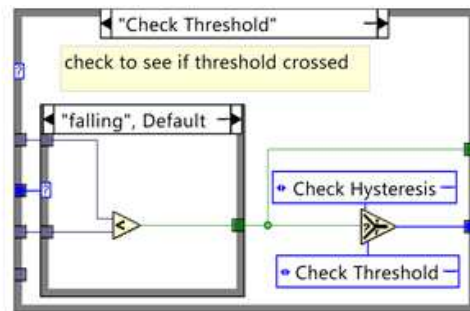 "Check Threshold"
check to see if threshold crossed
"falling", Default
?
?
Check Hysteresis
<
?
Check Threshold